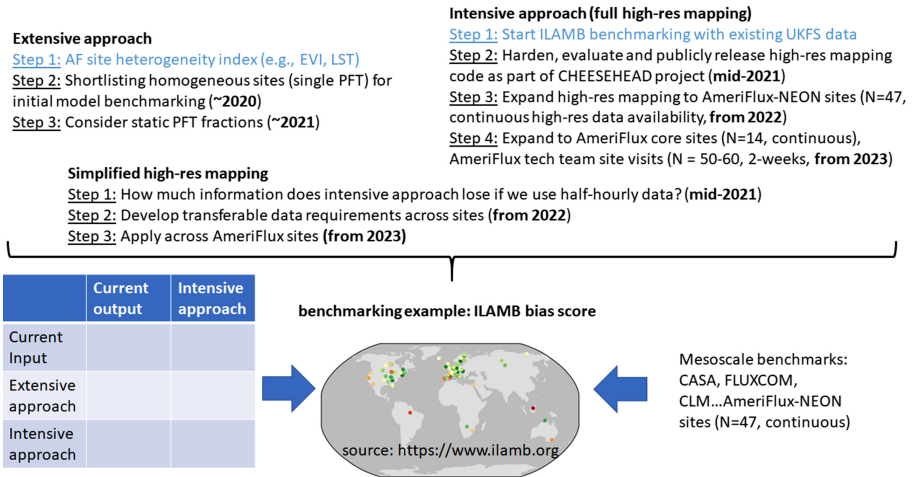 Extensive approach
Step 1: AF site heterogeneity index (e.g., EVI, LST)
Step 2: Shortlisting homogeneous sites (single PFT) for
initial model benchmarking (~2020)
Step 3: Consider static PFT fractions (~2021)
Intensive approach (full high-res mapping)
Step 1: Start ILAMB benchmarking with existing UKFS data
Step 2: Harden, evaluate and publicly release high-res mapping
code as part of CHEESEHEAD project (mid-2021)
Step 3: Expand high-res mapping to AmeriFlux-NEON sites (N=47,
continuous high-res data availability, from 2022)
Step 4: Expand to AmeriFlux core sites (N=14, continuous),
AmeriFlux tech team site visits (N = 50-60, 2-weeks, from 2023)
Simplified high-res mapping
Step 1: How much information does intensive approach lose if we use half-hourly data? (mid-2021)
Step 2: Develop transferable data requirements across sites (from 2022)
Step 3: Apply across AmeriFlux sites (from 2023)
Current
output
Intensive
approach
Current
Input
Extensive
approach
Intensive
approach
benchmarking example: ILAMB bias score
source: https://www.ilamb.org
Mesoscale benchmarks:
CASA, FLUXCOM,
CLM...AmeriFlux-NEON
sites (N=47, continuous)